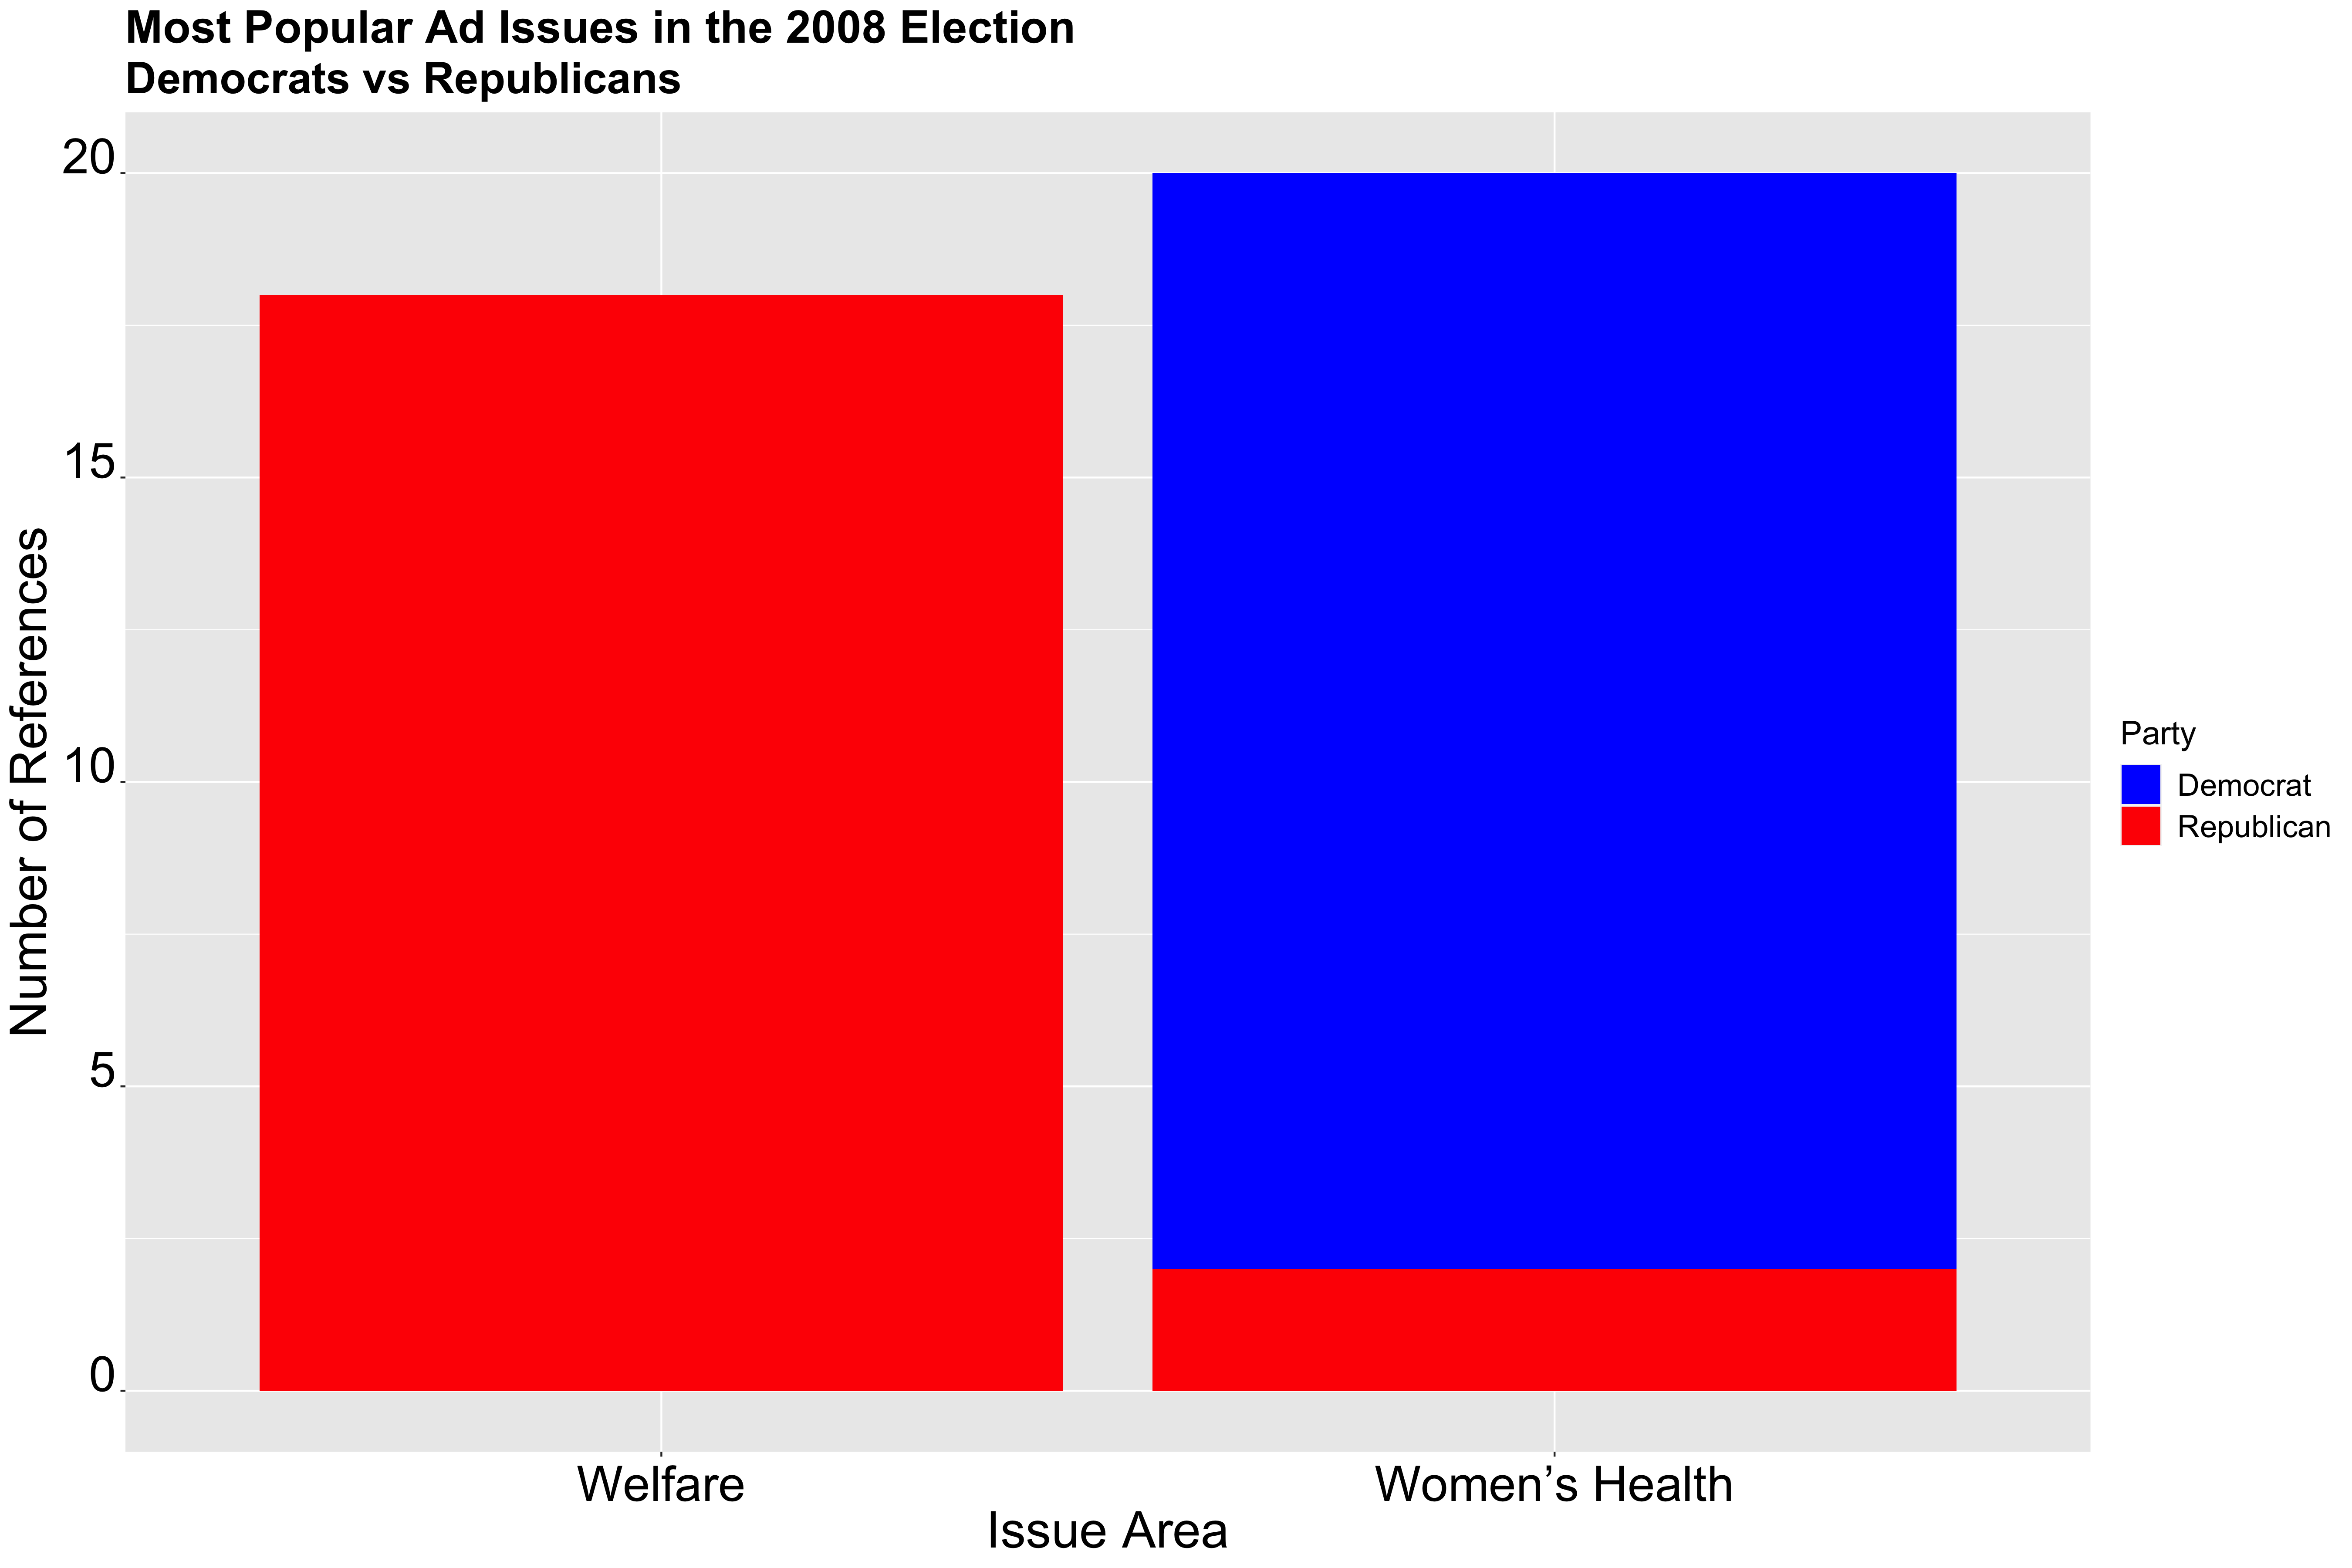 Most Popular Ad Issues in the 2008 Election
Democrats vs Republicans
20
15
10
5
0
Number of References
Welfare
Women’s Health
Issue Area
Party
Democrat
Republican